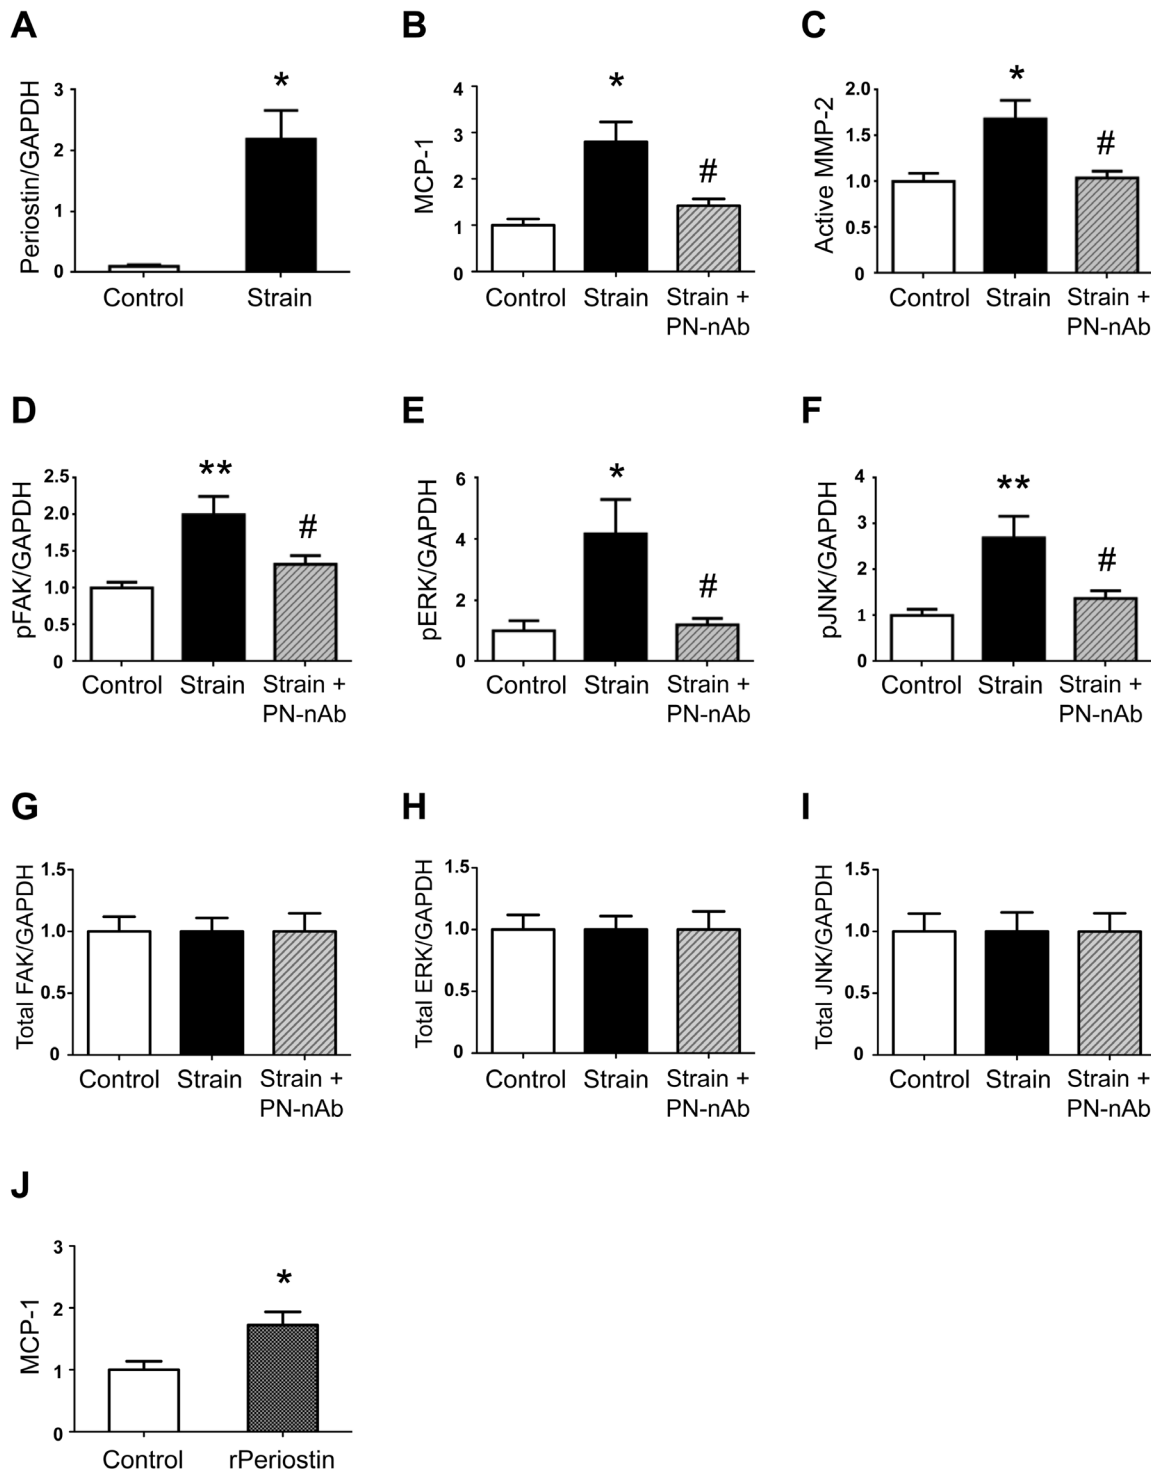 A
Periostin/GAPDH
3
2
1
0
*
Control
Strain
B
MCP-1
4
3
2
1
0
*
#
Control
Strain
Strain +
PN-nAb
C
Active MMP-2
2.0
1.5
1.0
0.5
0
*
#
Control
Strain
Strain +
PN-nAb
D
pFAK/GAPDH
2.5
2.0
1.5
1.0
0.5
0
**
#
Control
Strain
Strain +
PN-nAb
E
pERK/GAPDH
6
4
2
0
*
#
Control
Strain
Strain +
PN-nAb
F
pJNK/GAPDH
4
3
2
1
0
**
#
Control
Strain
Strain +
PN-nAb
G
Total FAK/GAPDH
1.5
1.0
0.5
0
Control
Strain
Strain +
PN-nAb
H
Total ERK/GAPDH
1.5
1.0
0.5
0
Control
Strain
Strain +
PN-nAb
I
Total JNK/GAPDH
1.5
1.0
0.5
0
Control
Strain
Strain +
PN-nAb
J
MCP-1
3
2
1
0
*
Control
rPeriostin